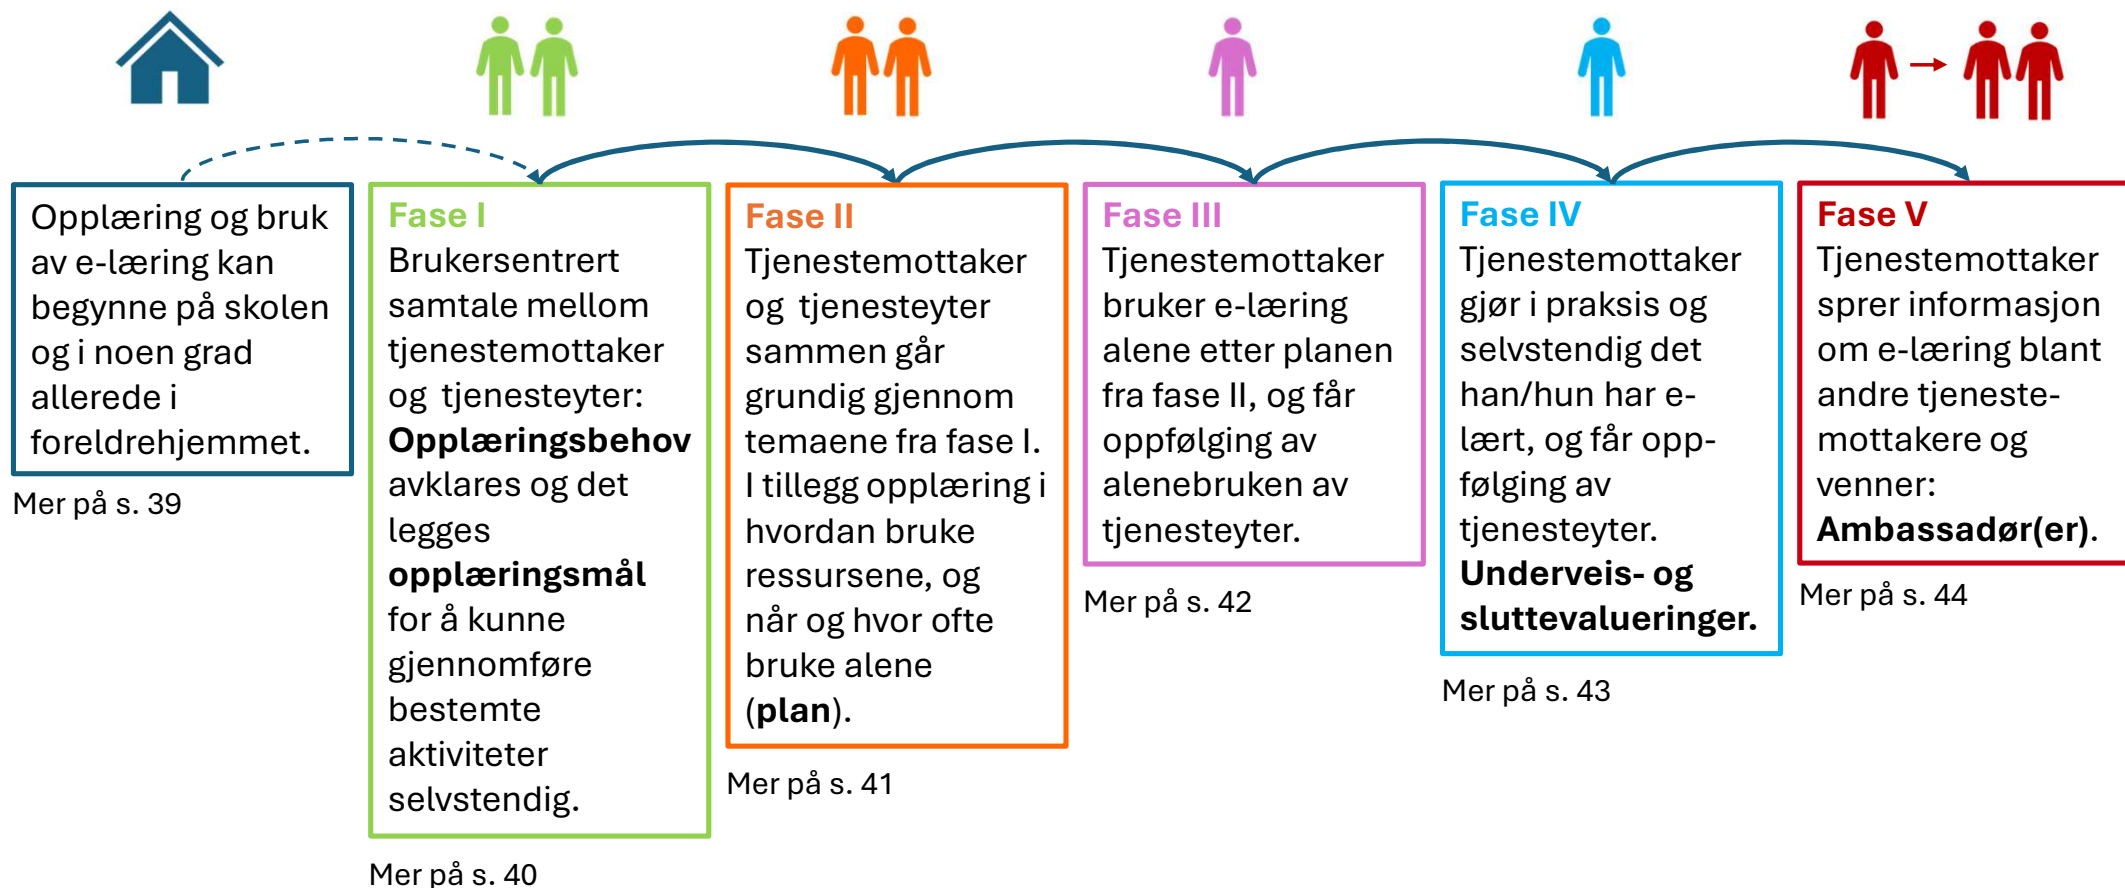 Opplæring og bruk
av e-læring kan
begynne på skolen
og i noen grad
allerede i
foreldrehjemmet.
Mer på s. 39
Fase I
Brukersentrert
samtale mellom
tjenestemottaker
og tjenesteyter:
Opplæringsbehov
avklares og det
legges
opplæringsmål
for å kunne
gjennomføre
bestemte
aktiviteter
selvstendig.
Mer på s. 40
Fase II
Tjenestemottaker
og tjenesteyter
sammen går
grundig gjennom
temaene fra fase I.
I tillegg opplæring i
hvordan bruke
ressursene, og
når og hvor ofte
bruke alene
(plan).
Mer på s. 41
Fase III
Tjenestemottaker
bruker e-læring
alene etter planen
fra fase II, og får
oppfølging av
alenebruken av
tjenesteyter.
Mer på s. 42
Fase IV
Tjenestemottaker
gjør i praksis og
selvstendig det
han/hun har e-
lært, og får opp-
følging av
tjenesteyter.
Underveis- og
sluttevalueringer.
Mer på s. 43
Fase V
Tjenestemottaker
sprer informasjon
om e-læring blant
andre tjeneste-
mottakere og
venner:
Ambassadør(er).
Mer på s. 44